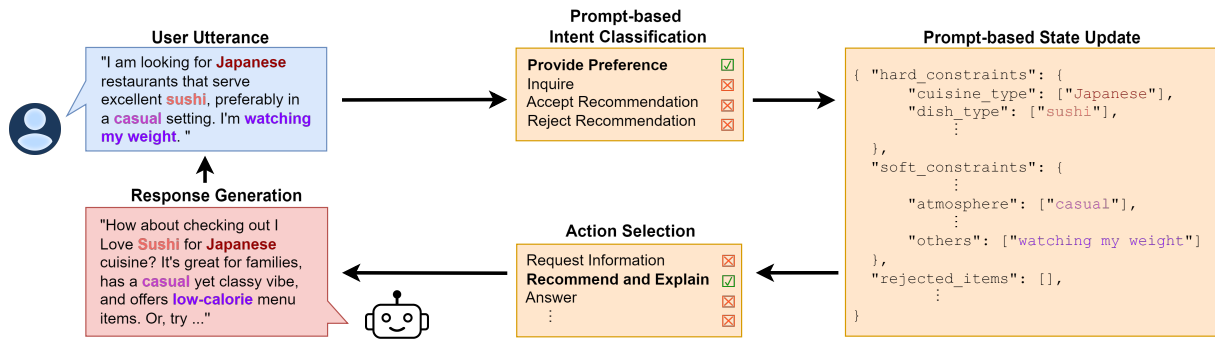 User Utterance
"I am looking for Japanese
restaurants that serve
excellent sushi, preferably in
a casual setting. I'm watching
my weight. "
Prompt-based
Intent Classification
Provide Preference ☑
Inquire ☒
Accept Recommendation ☒
Reject Recommendation ☒
Prompt-based State Update
{ "hard_constraints": {
"cuisine_type": ["Japanese"],
"dish_type": ["sushi"],
⋮
},
"soft_constraints": {
⋮
"atmosphere": ["casual"],
⋮
"others": ["watching my weight"]
},
"rejected_items": [],
⋮
}
Action Selection
Request Information ☒
Recommend and Explain ☑
Answer ☒
⋮ ☒
Response Generation
"How about checking out I
Love Sushi for Japanese
cuisine? It's great for families,
has a casual yet classy vibe,
and offers low-calorie menu
items. Or, try ..."